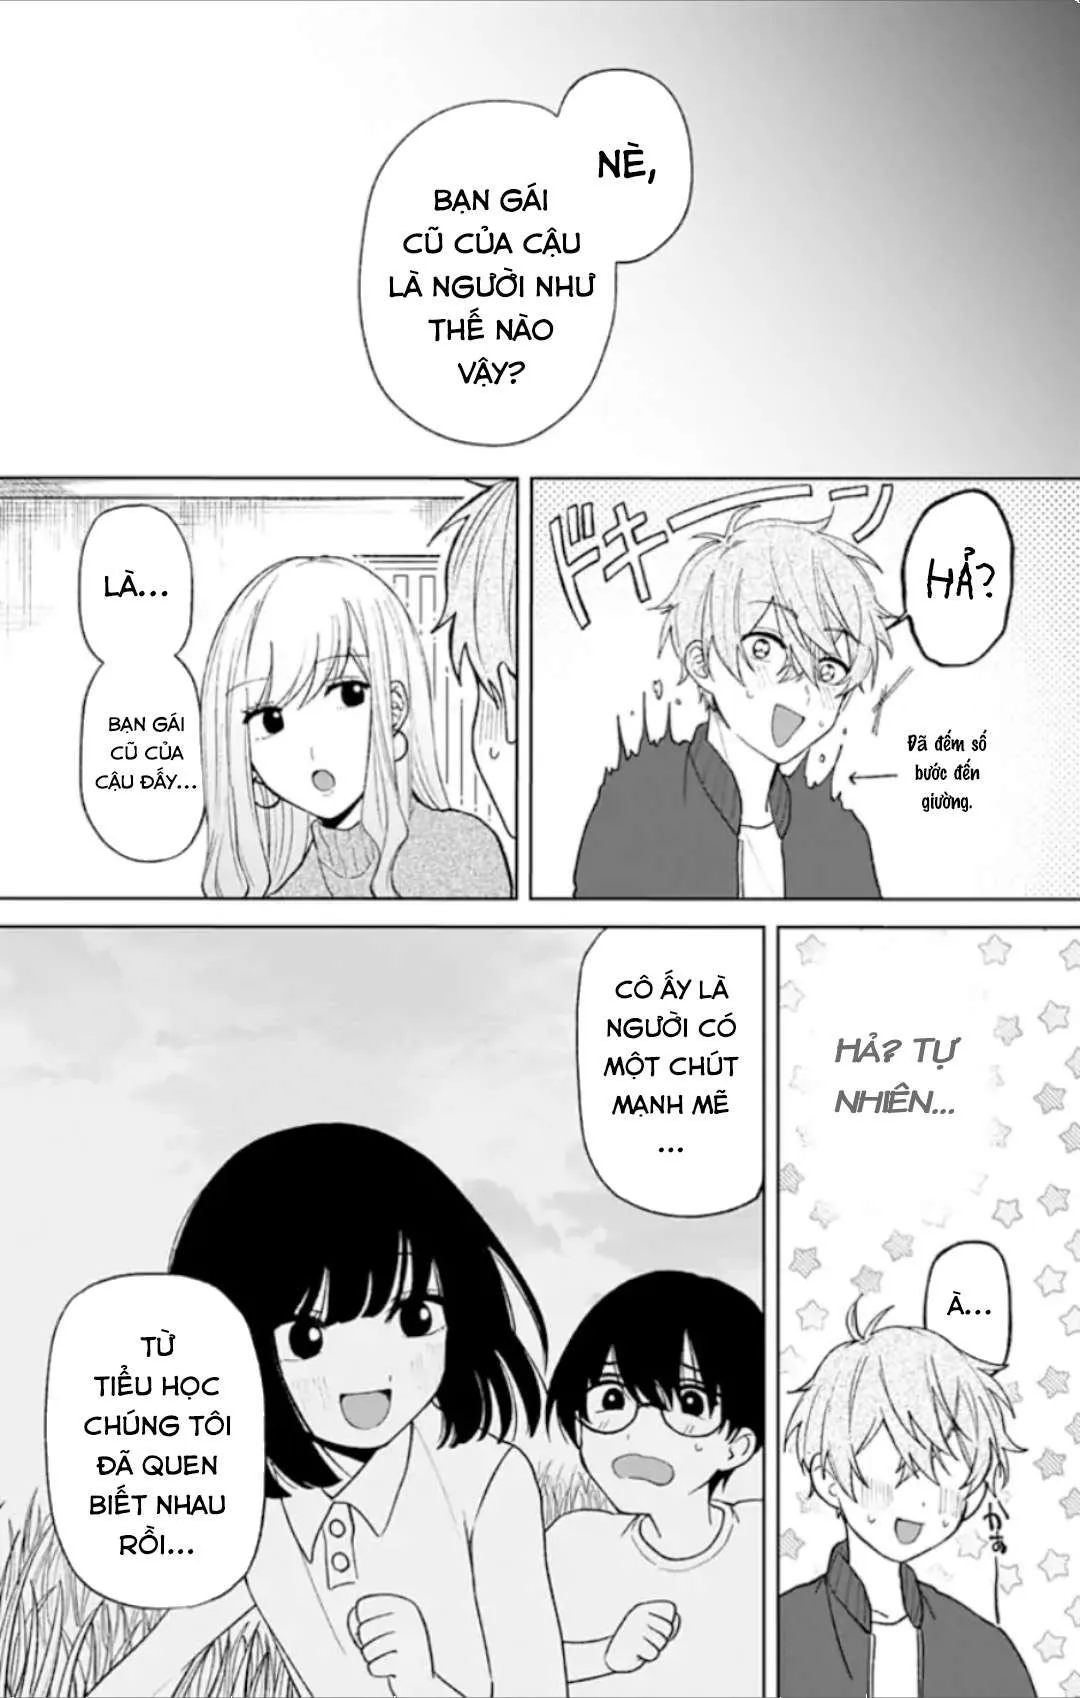 NÈ,
BẠN GÁI
CŨ CỦA CẬU
LÀ NGƯỜI NHƯ
THẾ NÀO
VẬY?
HẢ?
ドキーン
Đã đếm số
bước đến
giường.
LÀ...
BẠN GÁI
CŨ CỦA
CẬU ĐẤY...
HẢ? TỰ
NHIÊN...
À...
かぁ
CÔ ẤY LÀ
NGƯỜI CÓ
MỘT CHÚT
MẠNH MẼ
...
TỪ
TIỂU HỌC
CHÚNG TÔI
ĐÃ QUEN
BIẾT NHAU
RỒI...